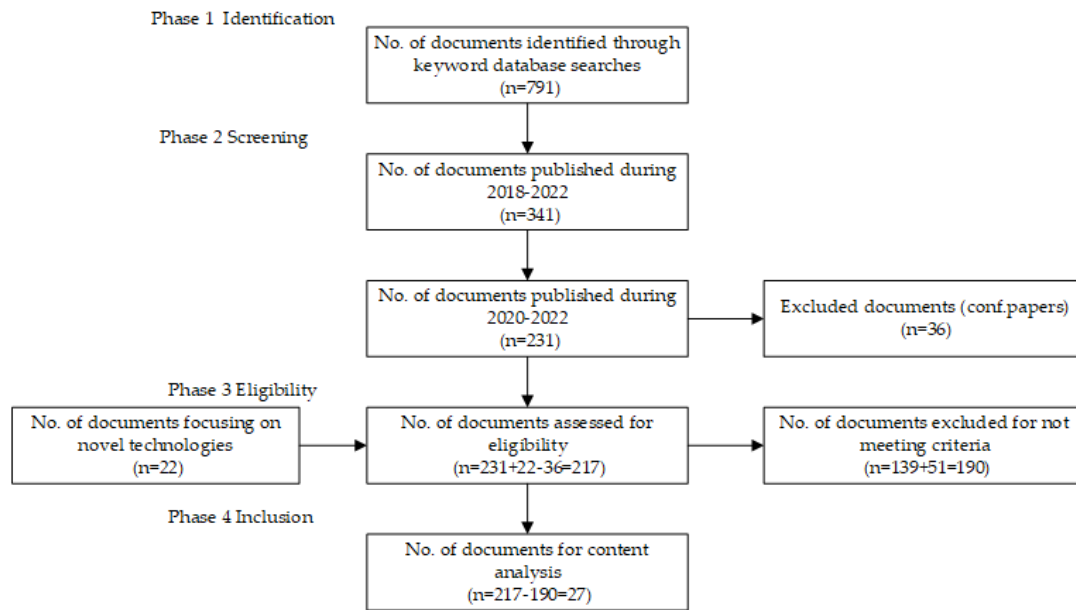 Phase 1 Identification
No. of documents identified through
keyword database searches
(n=791)
Phase 2 Screening
No. of documents published during
2018-2022
(n=341)
No. of documents published during
2020-2022
(n=231)
Excluded documents (conf.papers)
(n=36)
Phase 3 Eligibility
No. of documents focusing on
novel technologies
(n=22)
No. of documents assessed for
eligibility
(n=231+22-36=217)
No. of documents excluded for not
meeting criteria
(n=139+51=190)
Phase 4 Inclusion
No. of documents for content
analysis
(n=217-190=27)